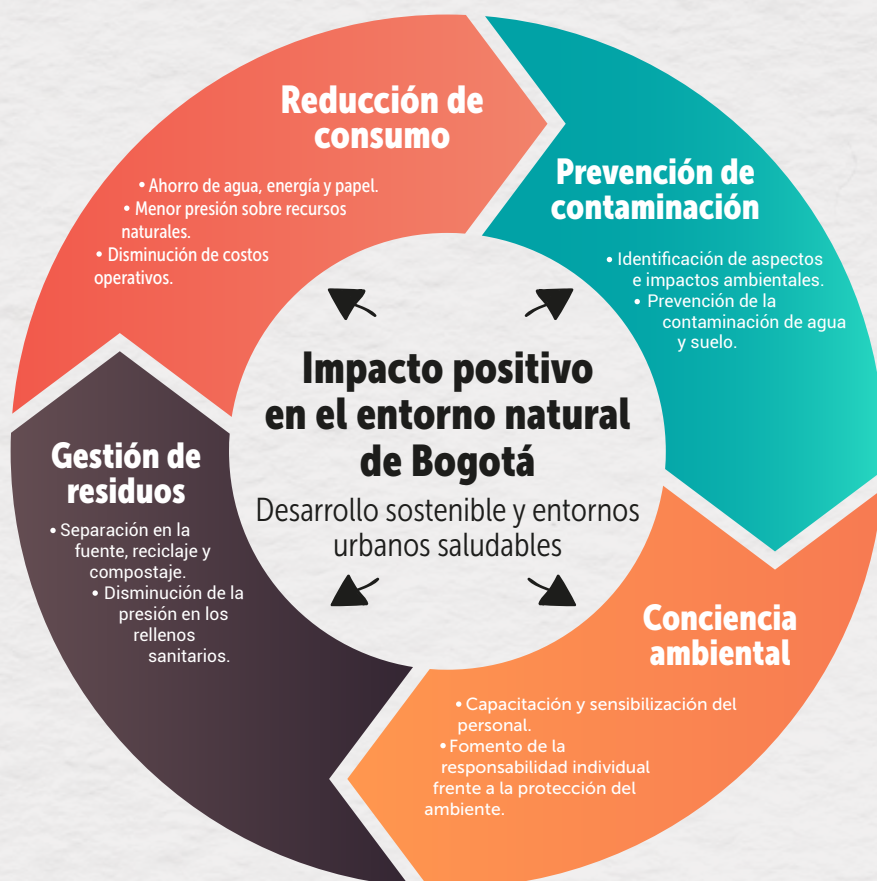 Reducción de
consumo
• Ahorro de agua, energía y papel.
• Menor presión sobre recursos
naturales.
• Disminución de costos
operativos.
Prevención de
contaminación
• Identificación de aspectos
e impactos ambientales.
• Prevención de la
contaminación de agua
y suelo.
Impacto positivo
en el entorno natural
de Bogotá
Desarrollo sostenible y entornos
urbanos saludables
Gestión de
residuos
• Separación en la
fuente, reciclaje y
compostaje.
• Disminución de la
presión en los
rellenos
sanitarios.
Conciencia
ambiental
• Capacitación y sensibilización del
personal.
• Fomento de la
responsabilidad individual
frente a la protección del
ambiente.